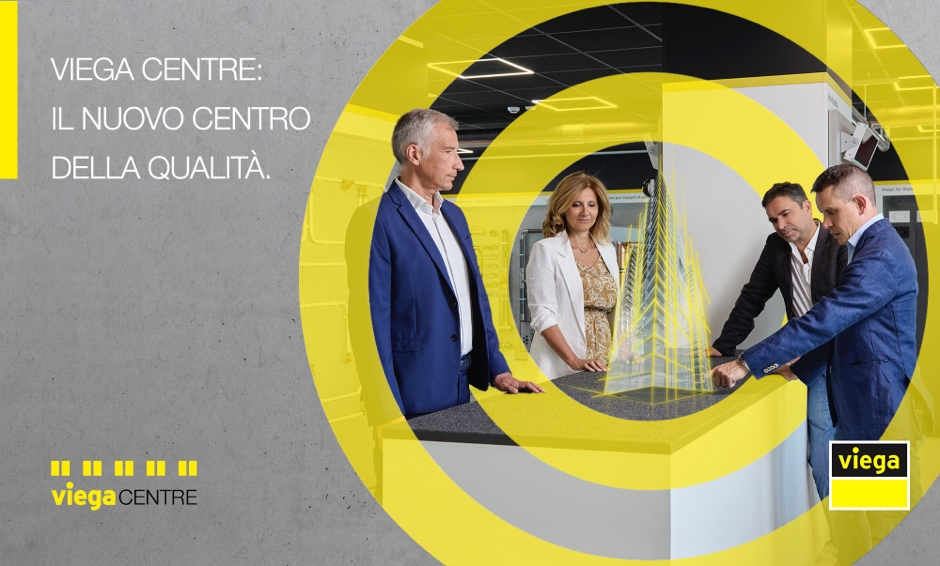 VIEGA CENTRE:
IL NUOVO CENTRO
DELLA QUALITÀ.
viega CENTRE
viega